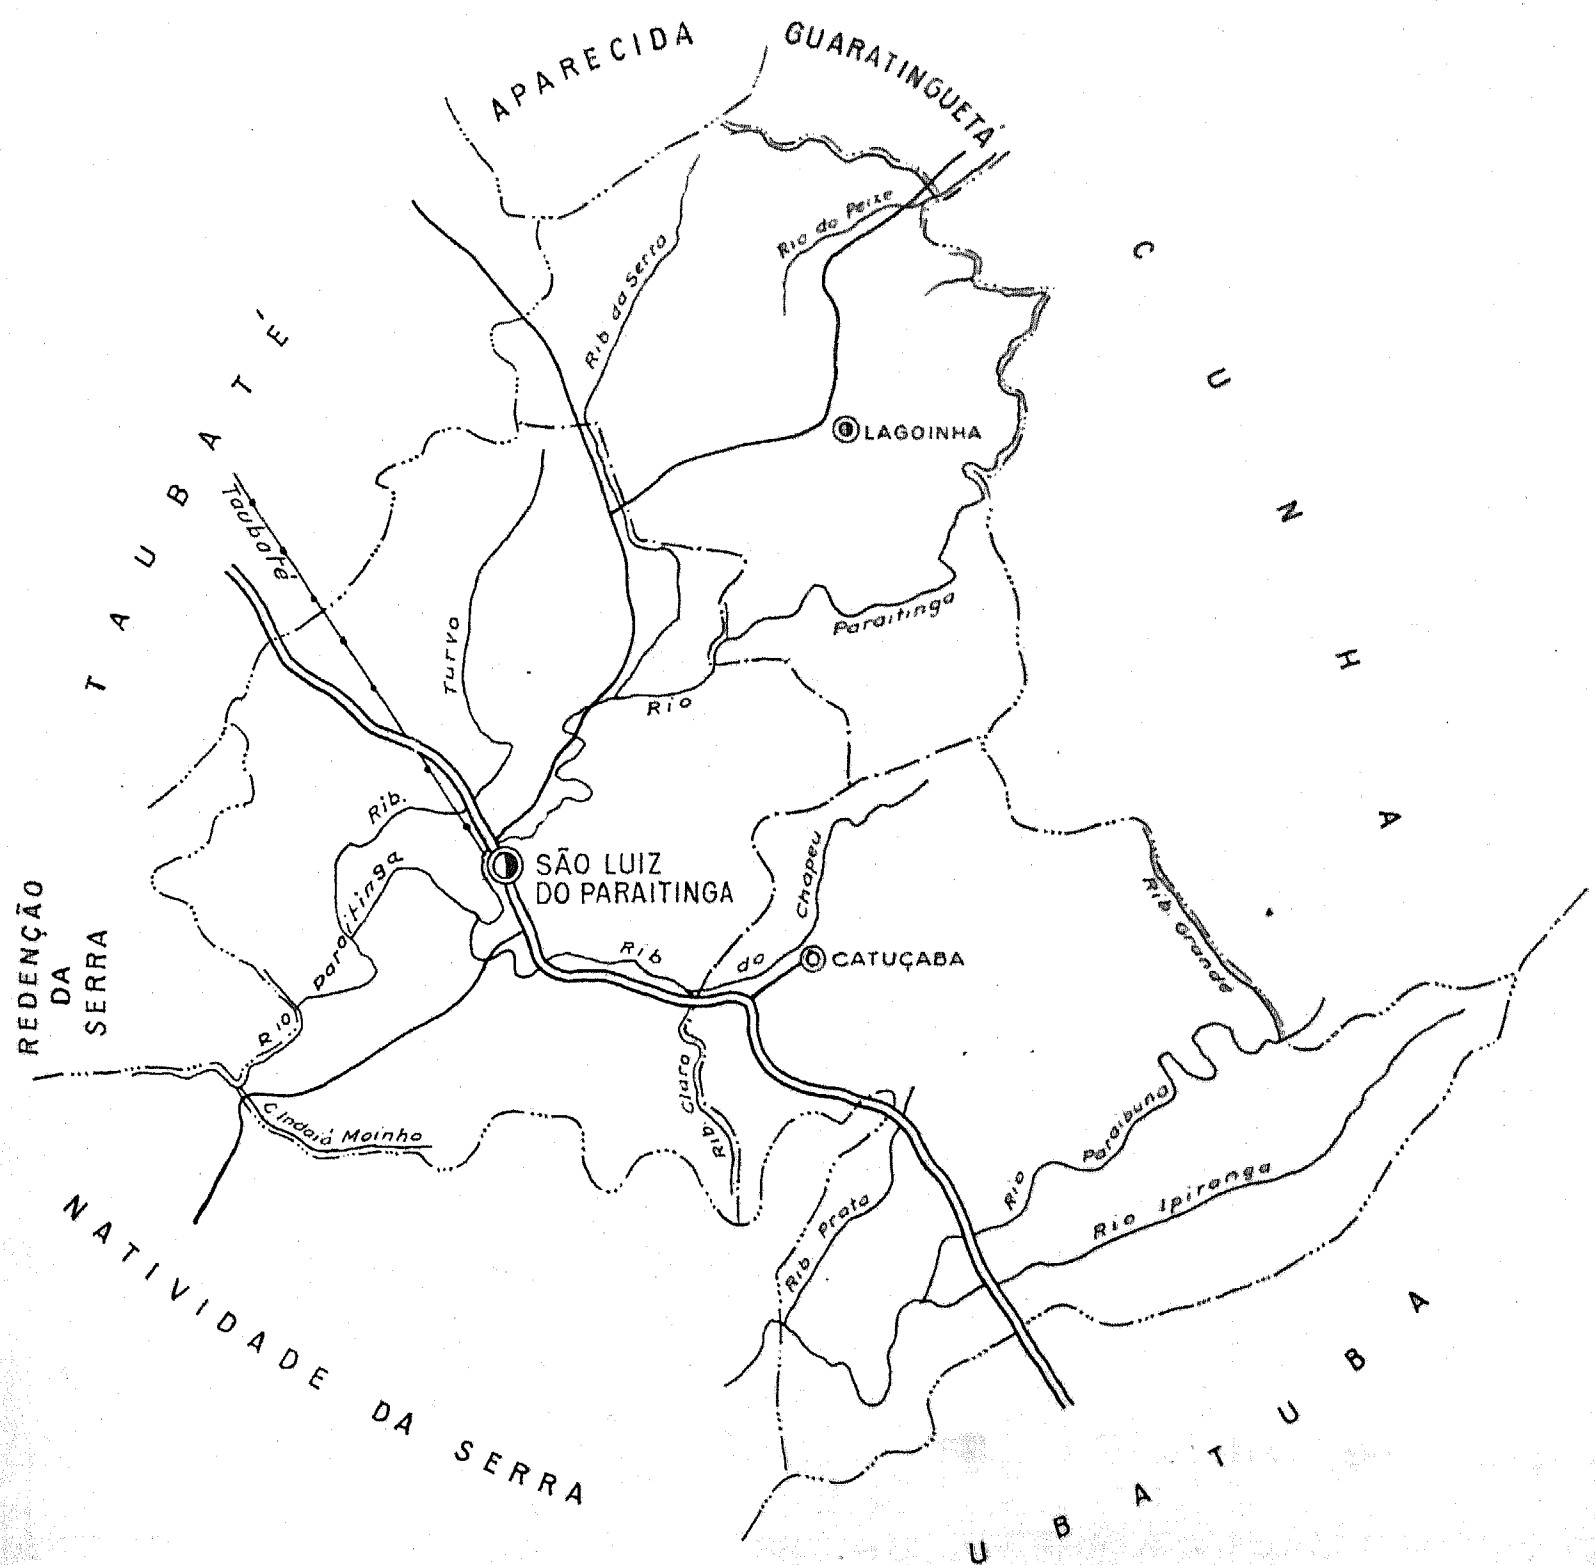 APARECIDA
GUARATINGUETÁ
CUNHA
TAUBATÉ
Rio do Peixe
Rib da Serra
LAGOINHA
Taubaté
Turvo
Rio
Paraitinga
Rib.
Paraitinga
Rio
SÃO LUIZ
DO PARAITINGA
Rib
do
Chapeu
CATUÇABA
Rib. Grande
REDENÇÃO
DA
SERRA
Moinho
Rib. Claro
Rib. Prata
Rio Paraibuna
Rio Ipiranga
NATIVIDADE DA SERRA
UBATUBA